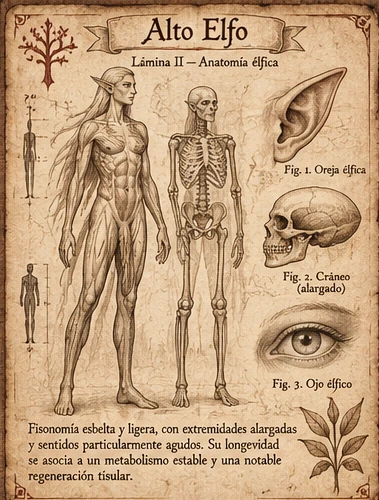 Alto Elfo
Lámina II — Anatomía élfica
Fig. 1. Oreja élfica
Fig. 2. Cráneo
(alargado)
Fig. 3. Ojo élfico
Fisonomía esbelta y ligera, con extremidades alargadas
y sentidos particularmente agudos. Su longevidad
se asocia a un metabolismo estable y una notable
regeneración tisular.